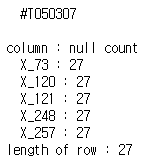 #T050307
column : null count
X_73 : 27
X_120 : 27
X_121 : 27
X_248 : 27
X_257 : 27
length of row : 27